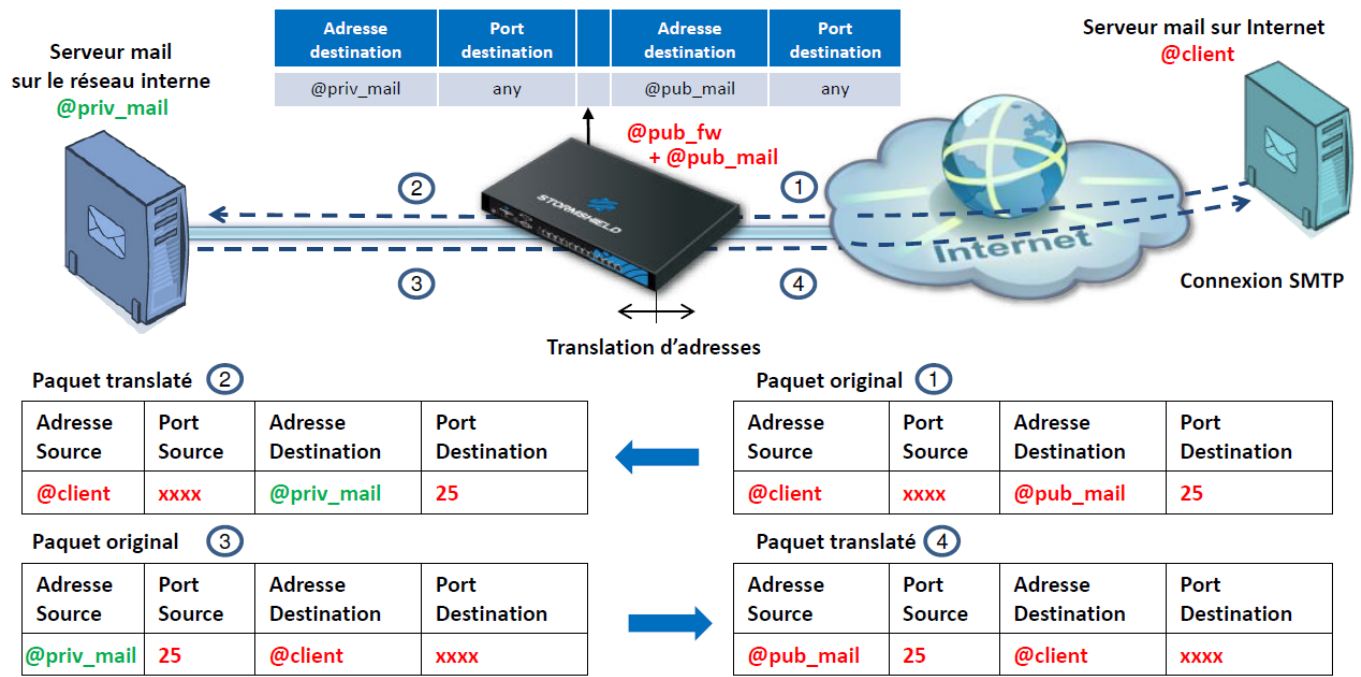 Serveur mail
sur le réseau interne
@priv_mail
Adresse destination Port destination Adresse destination Port destination
@priv_mail any @pub_mail any
Serveur mail sur Internet
@client
@pub_fw
+ @pub_mail
2 1
STORMSHIELD
Internet
3 4
Connexion SMTP
Translation d'adresses
Paquet translaté 2
Adresse Source Port Source Adresse Destination Port Destination
@client xxxx @priv_mail 25
Paquet original 1
Adresse Source Port Source Adresse Destination Port Destination
@client xxxx @pub_mail 25
Paquet original 3
Adresse Source Port Source Adresse Destination Port Destination
@priv_mail 25 @client xxxx
Paquet translaté 4
Adresse Source Port Source Adresse Destination Port Destination
@pub_mail 25 @client xxxx